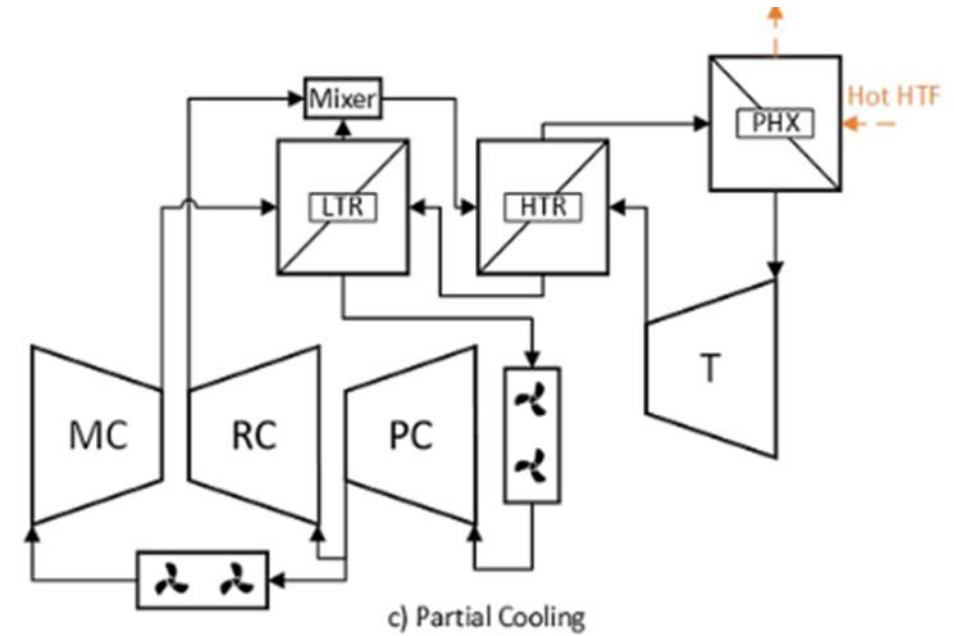 Mixer
Hot HTF
PHX
LTR
HTR
T
MC
RC
PC
c) Partial Cooling